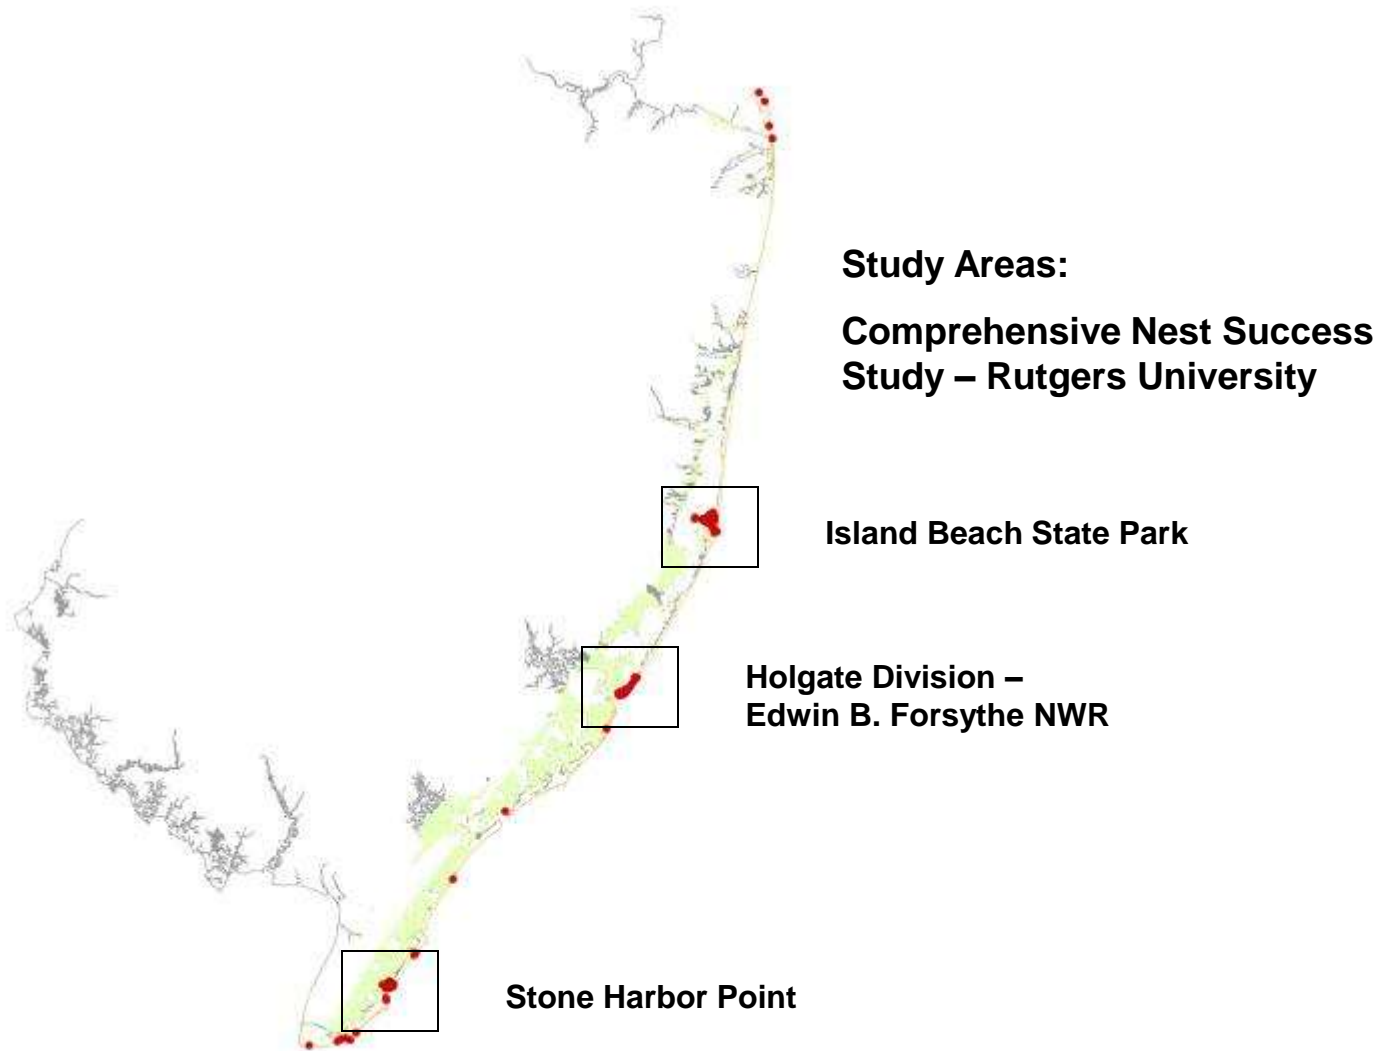 Study Areas:
Comprehensive Nest Success
Study – Rutgers University
Island Beach State Park
Holgate Division –
Edwin B. Forsythe NWR
Stone Harbor Point